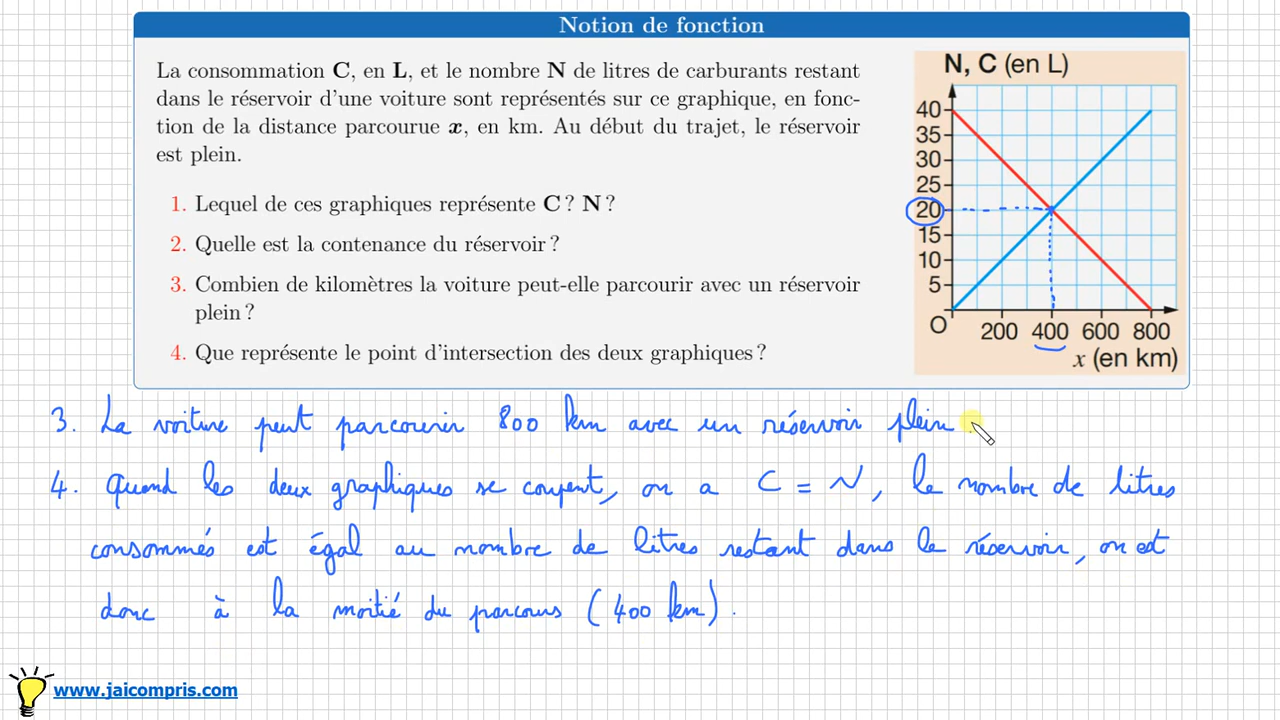 Notion de fonction
La consommation C, en L, et le nombre N de litres de carburants restant
dans le réservoir d'une voiture sont représentés sur ce graphique, en fonc-
tion de la distance parcourue x, en km. Au début du trajet, le réservoir
est plein.
1. Lequel de ces graphiques représente C ? N ?
2. Quelle est la contenance du réservoir ?
3. Combien de kilomètres la voiture peut-elle parcourir avec un réservoir
plein ?
4. Que représente le point d'intersection des deux graphiques ?
N, C (en L)
40
35
30
25
20
15
10
5
O 200 400 600 800
x (en km)
3. La voiture peut parcourir 800 km avec un réservoir plein.
4. Quand les deux graphiques se coupent, on a C = N, le nombre de litres
consommés est égal au nombre de litres restant dans le réservoir, on est
donc à la moitié du parcours (400 km).
www.jaicompris.com